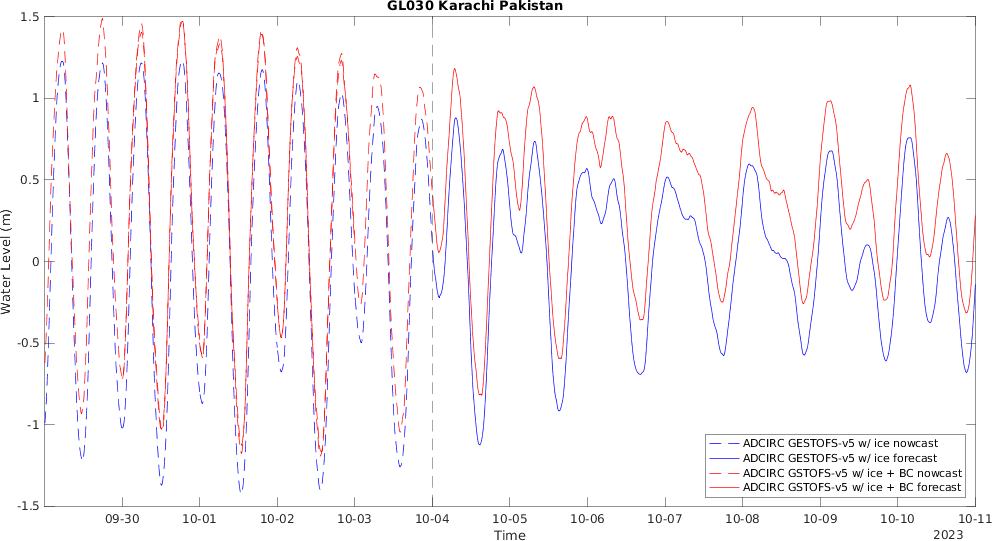 GL030 Karachi Pakistan
1.5
1
0.5
0
-0.5
-1
-1.5
Water Level (m)
09-30 10-01 10-02 10-03 10-04 10-05 10-06 10-07 10-08 10-09 10-10 10-11
Time
2023
ADCIRC GESTOFS-v5 w/ ice nowcast
ADCIRC GESTOFS-v5 w/ ice forecast
ADCIRC GSTOFS-v5 w/ ice + BC nowcast
ADCIRC GSTOFS-v5 w/ ice + BC forecast